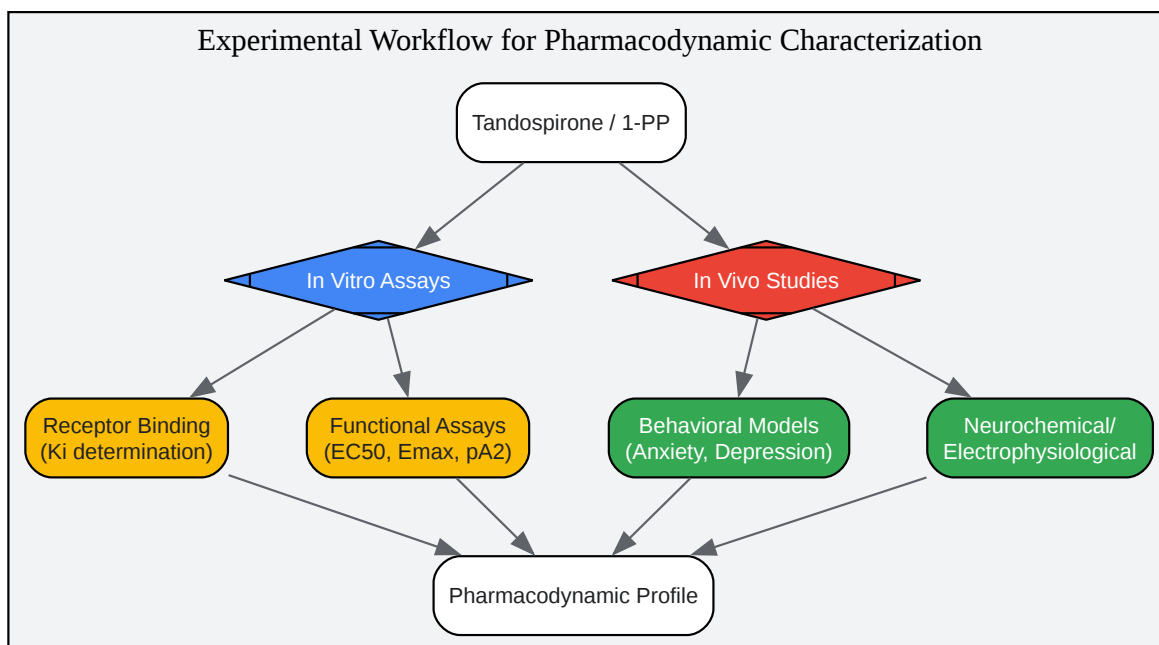 Experimental Workflow for Pharmacodynamic Characterization
Tandospirone / 1-PP
In Vitro Assays
In Vivo Studies
Receptor Binding
(Ki determination)
Functional Assays
(EC50, Emax, pA2)
Behavioral Models
(Anxiety, Depression)
Neurochemical/
Electrophysiological
Pharmacodynamic Profile